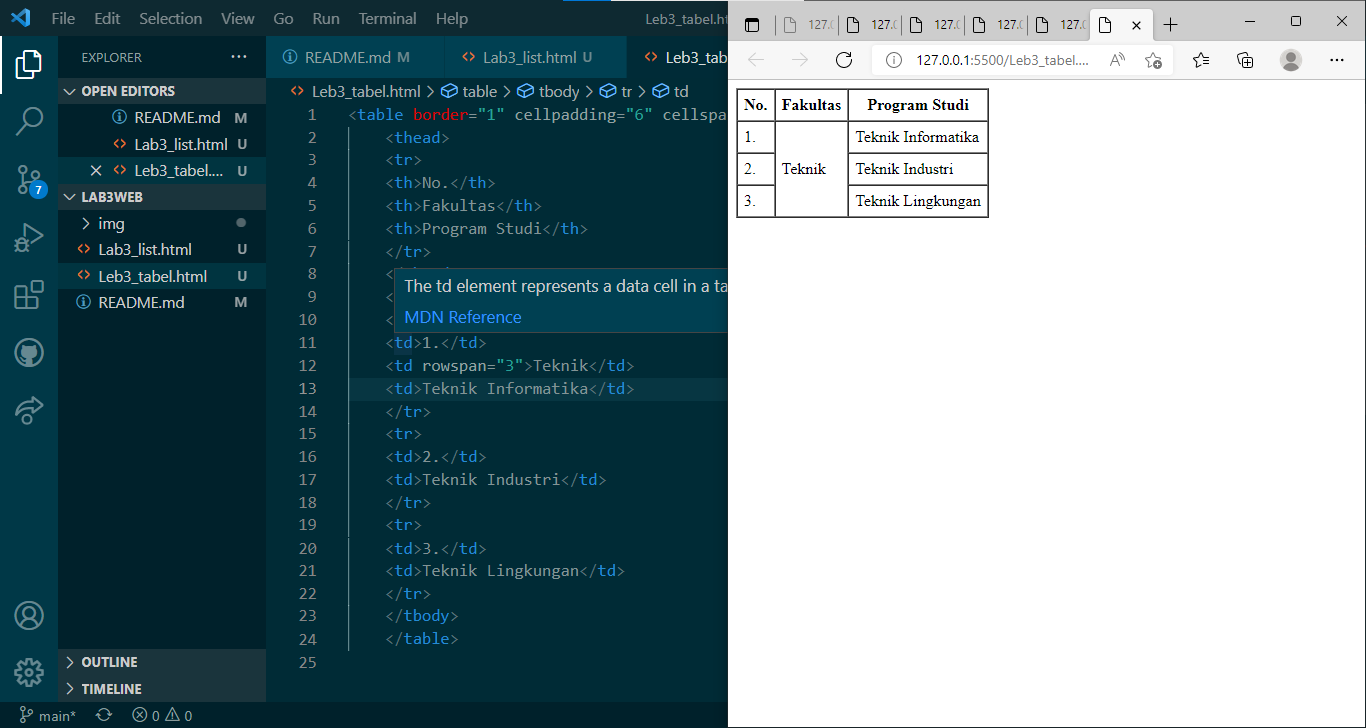 File Edit Selection View Go Run Terminal Help
Leb3_tabel.ht
EXPLORER
OPEN EDITORS
README.md M
Lab3_list.html U
Leb3_tabel.... U
LAB3WEB
img
Lab3_list.html U
Leb3_tabel.html U
README.md M
OUTLINE
TIMELINE
7
README.md M
Lab3_list.html U
Leb3_tab
Leb3_tabel.html > table > tbody > tr > td
1 <table border="1" cellpadding="6" cellspa
2 <thead>
3 <tr>
4 <th>No.</th>
5 <th>Fakultas</th>
6 <th>Program Studi</th>
7 </tr>
8 <
9 <
10 <
The td element represents a data cell in a ta
MDN Reference
11 <td>1.</td>
12 <td rowspan="3">Teknik</td>
13 <td>Teknik Informatika</td>
14 </tr>
15 <tr>
16 <td>2.</td>
17 <td>Teknik Industri</td>
18 </tr>
19 <tr>
20 <td>3.</td>
21 <td>Teknik Lingkungan</td>
22 </tr>
23 </tbody>
24 </table>
25
main* 0 0
127.0 127.0 127.0 127.0 127.0
127.0.0.1:5500/Leb3_tabel....
No. Fakultas Program Studi
1. Teknik Informatika
2. Teknik Teknik Industri
3. Teknik Lingkungan